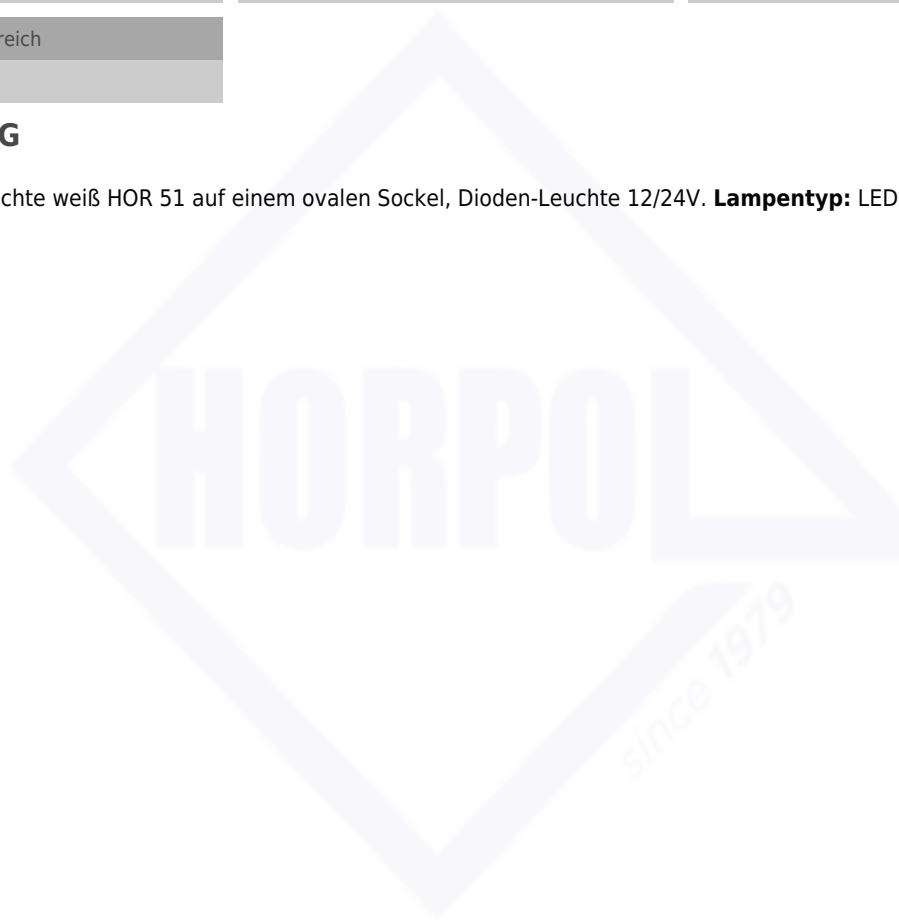 reich
G
chte weiß HOR 51 auf einem ovalen Sockel, Dioden-Leuchte 12/24V. Lampentyp: LED
HORPOL
since 1979